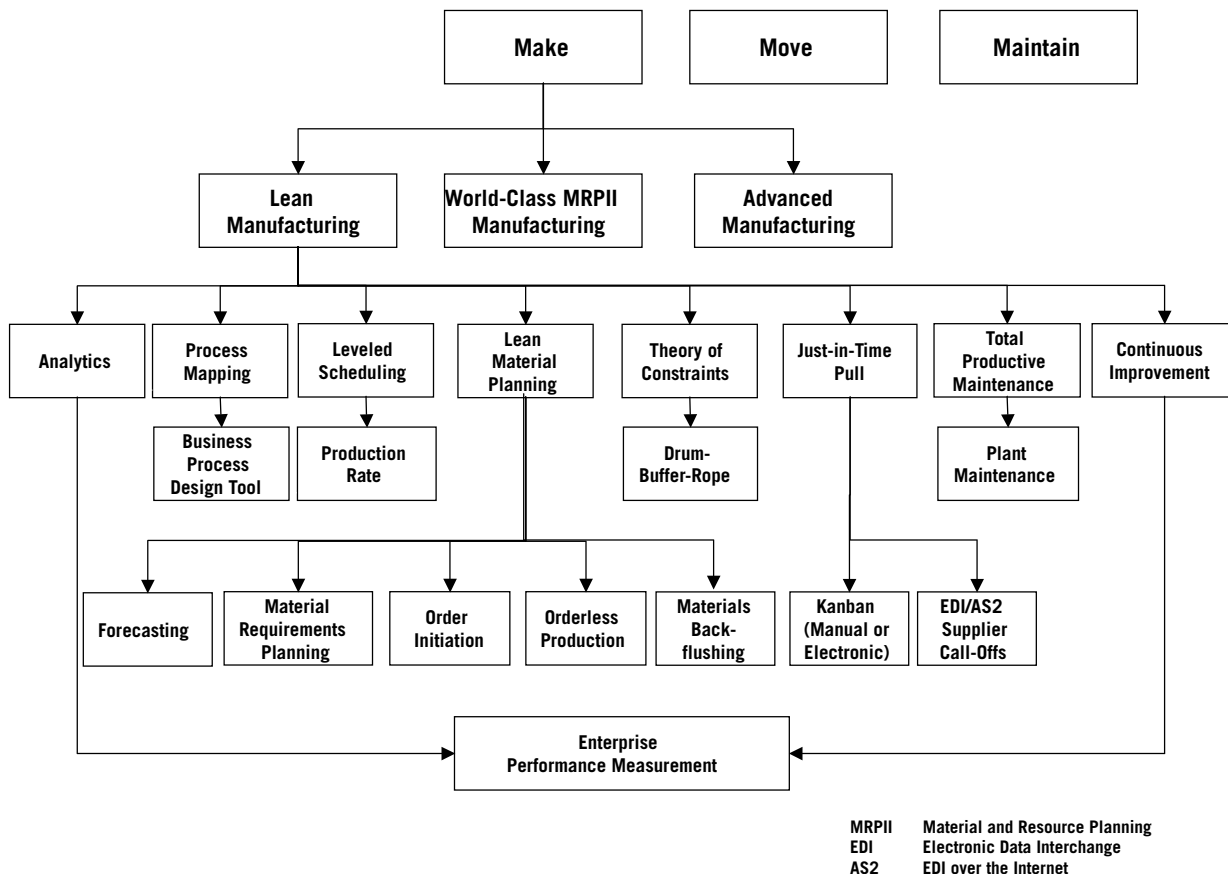 Make
Move
Maintain
Lean
Manufacturing
World-Class MRPII
Manufacturing
Advanced
Manufacturing
Analytics
Process
Mapping
Leveled
Scheduling
Lean
Material
Planning
Theory of
Constraints
Just-in-Time
Pull
Total
Productive
Maintenance
Continuous
Improvement
Business
Process
Design Tool
Production
Rate
Drum-
Buffer-Rope
Plant
Maintenance
Forecasting
Material
Requirements
Planning
Order
Initiation
Orderless
Production
Materials
Back-
flushing
Kanban
(Manual or
Electronic)
EDI/AS2
Supplier
Call-Offs
Enterprise
Performance Measurement
MRPII Material and Resource Planning
EDI Electronic Data Interchange
AS2 EDI over the Internet